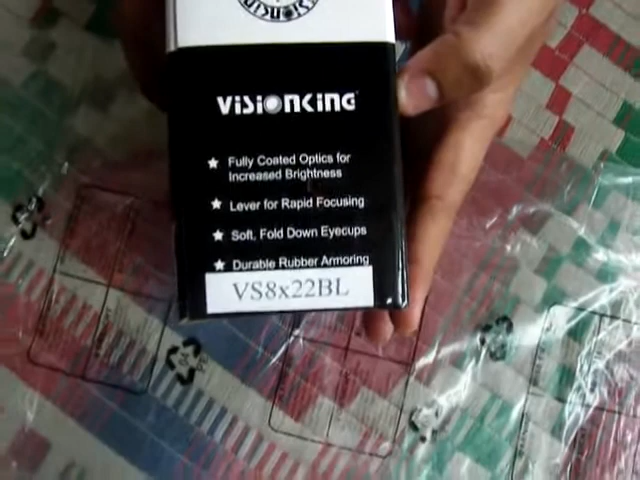 VISIONKING
Fully Coated Optics for
Increased Brightness
Lever for Rapid Focusing
Soft, Fold Down Eyecups
Durable Rubber Armoring
VS8x22BL